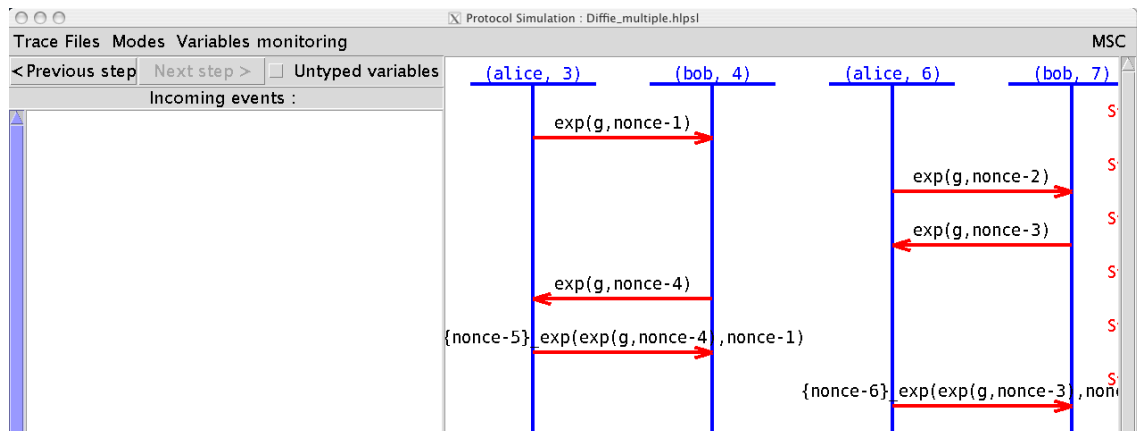 X Protocol Simulation : Diffie_multiple.hlpsl
Trace Files Modes Variables monitoring MSC
<Previous step Next step > Untyped variables
Incoming events :
(alice, 3) (bob, 4) (alice, 6) (bob, 7)
exp(g,nonce-1)
exp(g,nonce-2)
exp(g,nonce-3)
exp(g,nonce-4)
{nonce-5}_exp(exp(g,nonce-4),nonce-1)
{nonce-6}_exp(exp(g,nonce-3),non